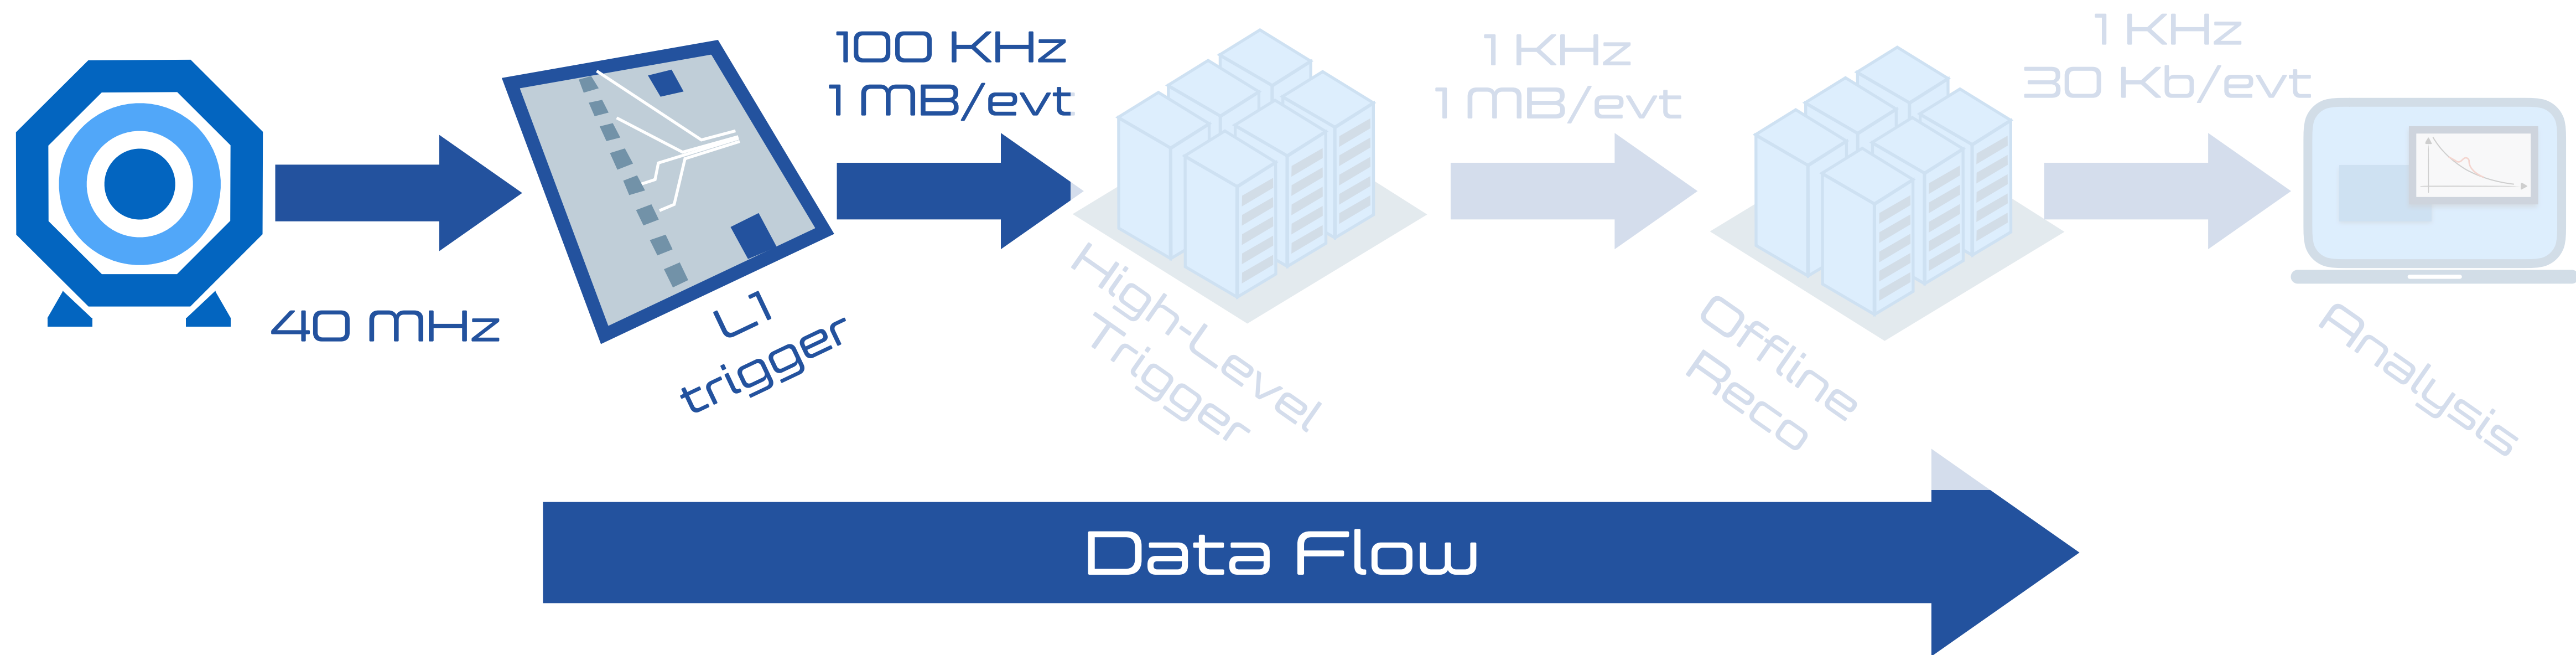 40 MHz
L1
trigger
100 KHz
1 MB/evt
High-Level
Trigger
1 KHz
1 MB/evt
Offline
Reco
1 KHz
30 Kb/evt
Analysis
Data Flow